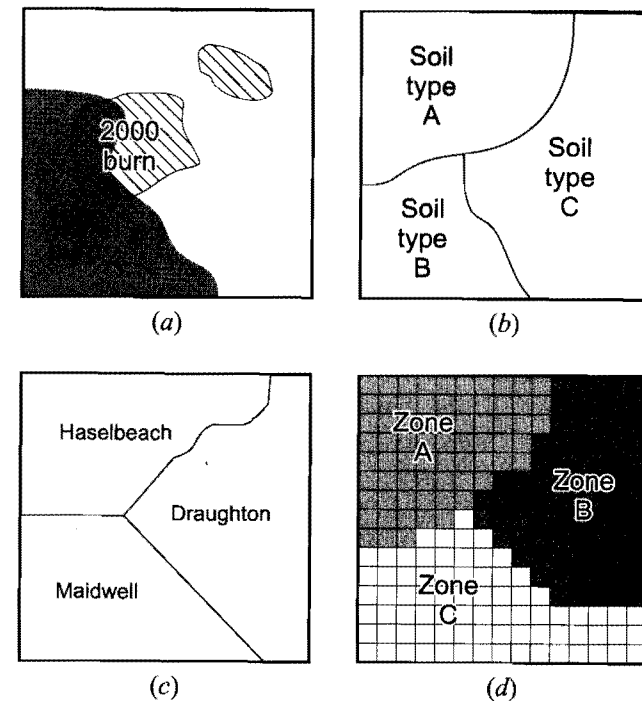 2000
burn
(a)
Soil
type
A
Soil
type
B
Soil
type
C
(b)
Haselbeach
Draughton
Maidwell
(c)
Zone
A
Zone
B
Zone
C
(d)